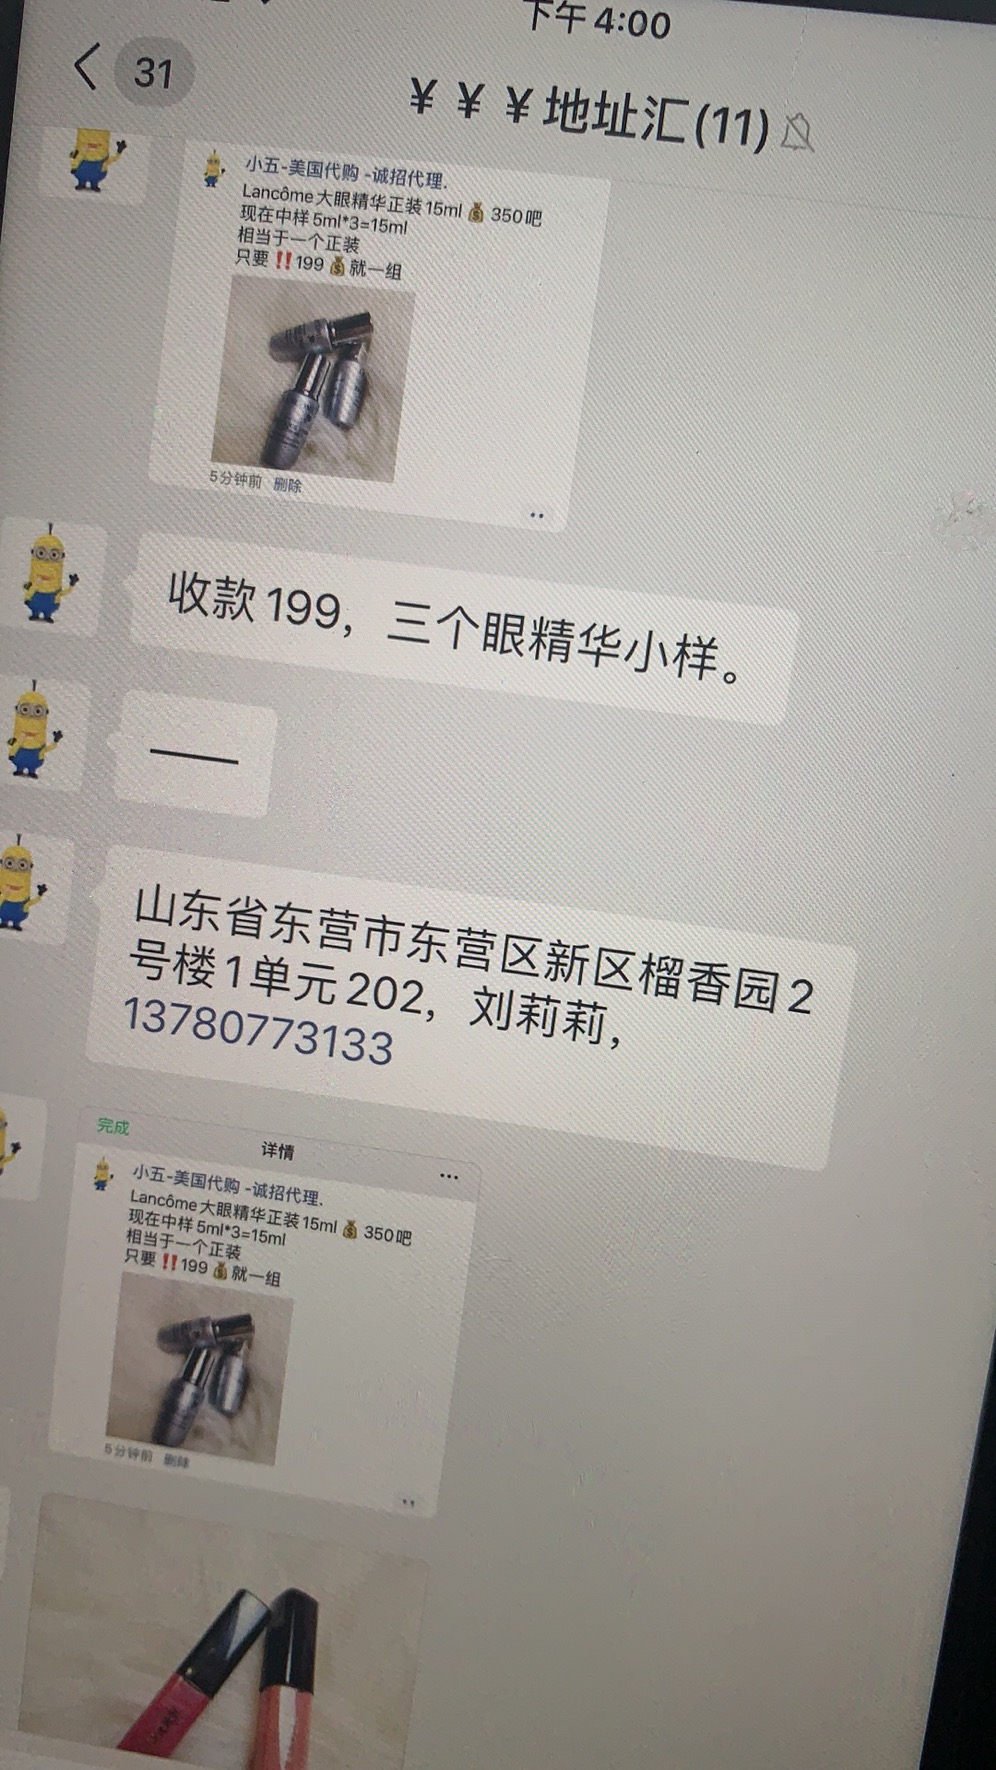 下午4:00
31
￥￥￥地址汇(11)
小五-美国代购 -诚招代理.
Lancôme大眼精华正装15ml💰350吧
现在中样5ml*3=15ml
相当于一个正装
只要‼️199💰就一组
5分钟前 删除
收款199，三个眼精华小样。
——
山东省东营市东营区新区榴香园2
号楼1单元202，刘莉莉，
13780773133
完成
详情
小五-美国代购 -诚招代理.
Lancôme大眼精华正装15ml💰350吧
现在中样5ml*3=15ml
相当于一个正装
只要‼️199💰就一组
5分钟前 删除